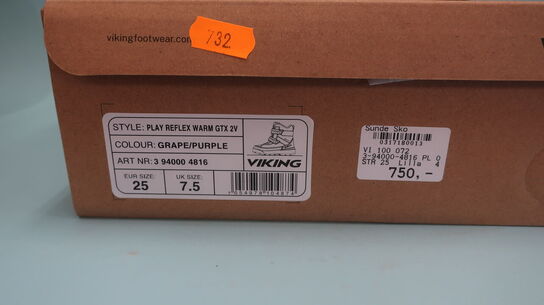 vikingfootwear.com
732
STYLE: PLAY REFLEX WARM GTX 2V
COLOUR: GRAPE/PURPLE
ART NR: 3 94000 4816
VIKING
EUR SIZE:
25
UK SIZE:
7.5
Sunde Sko
0317180013
VI 100 072
3-94000-4816 PL 0
STR 25 Lilla 4
750,-